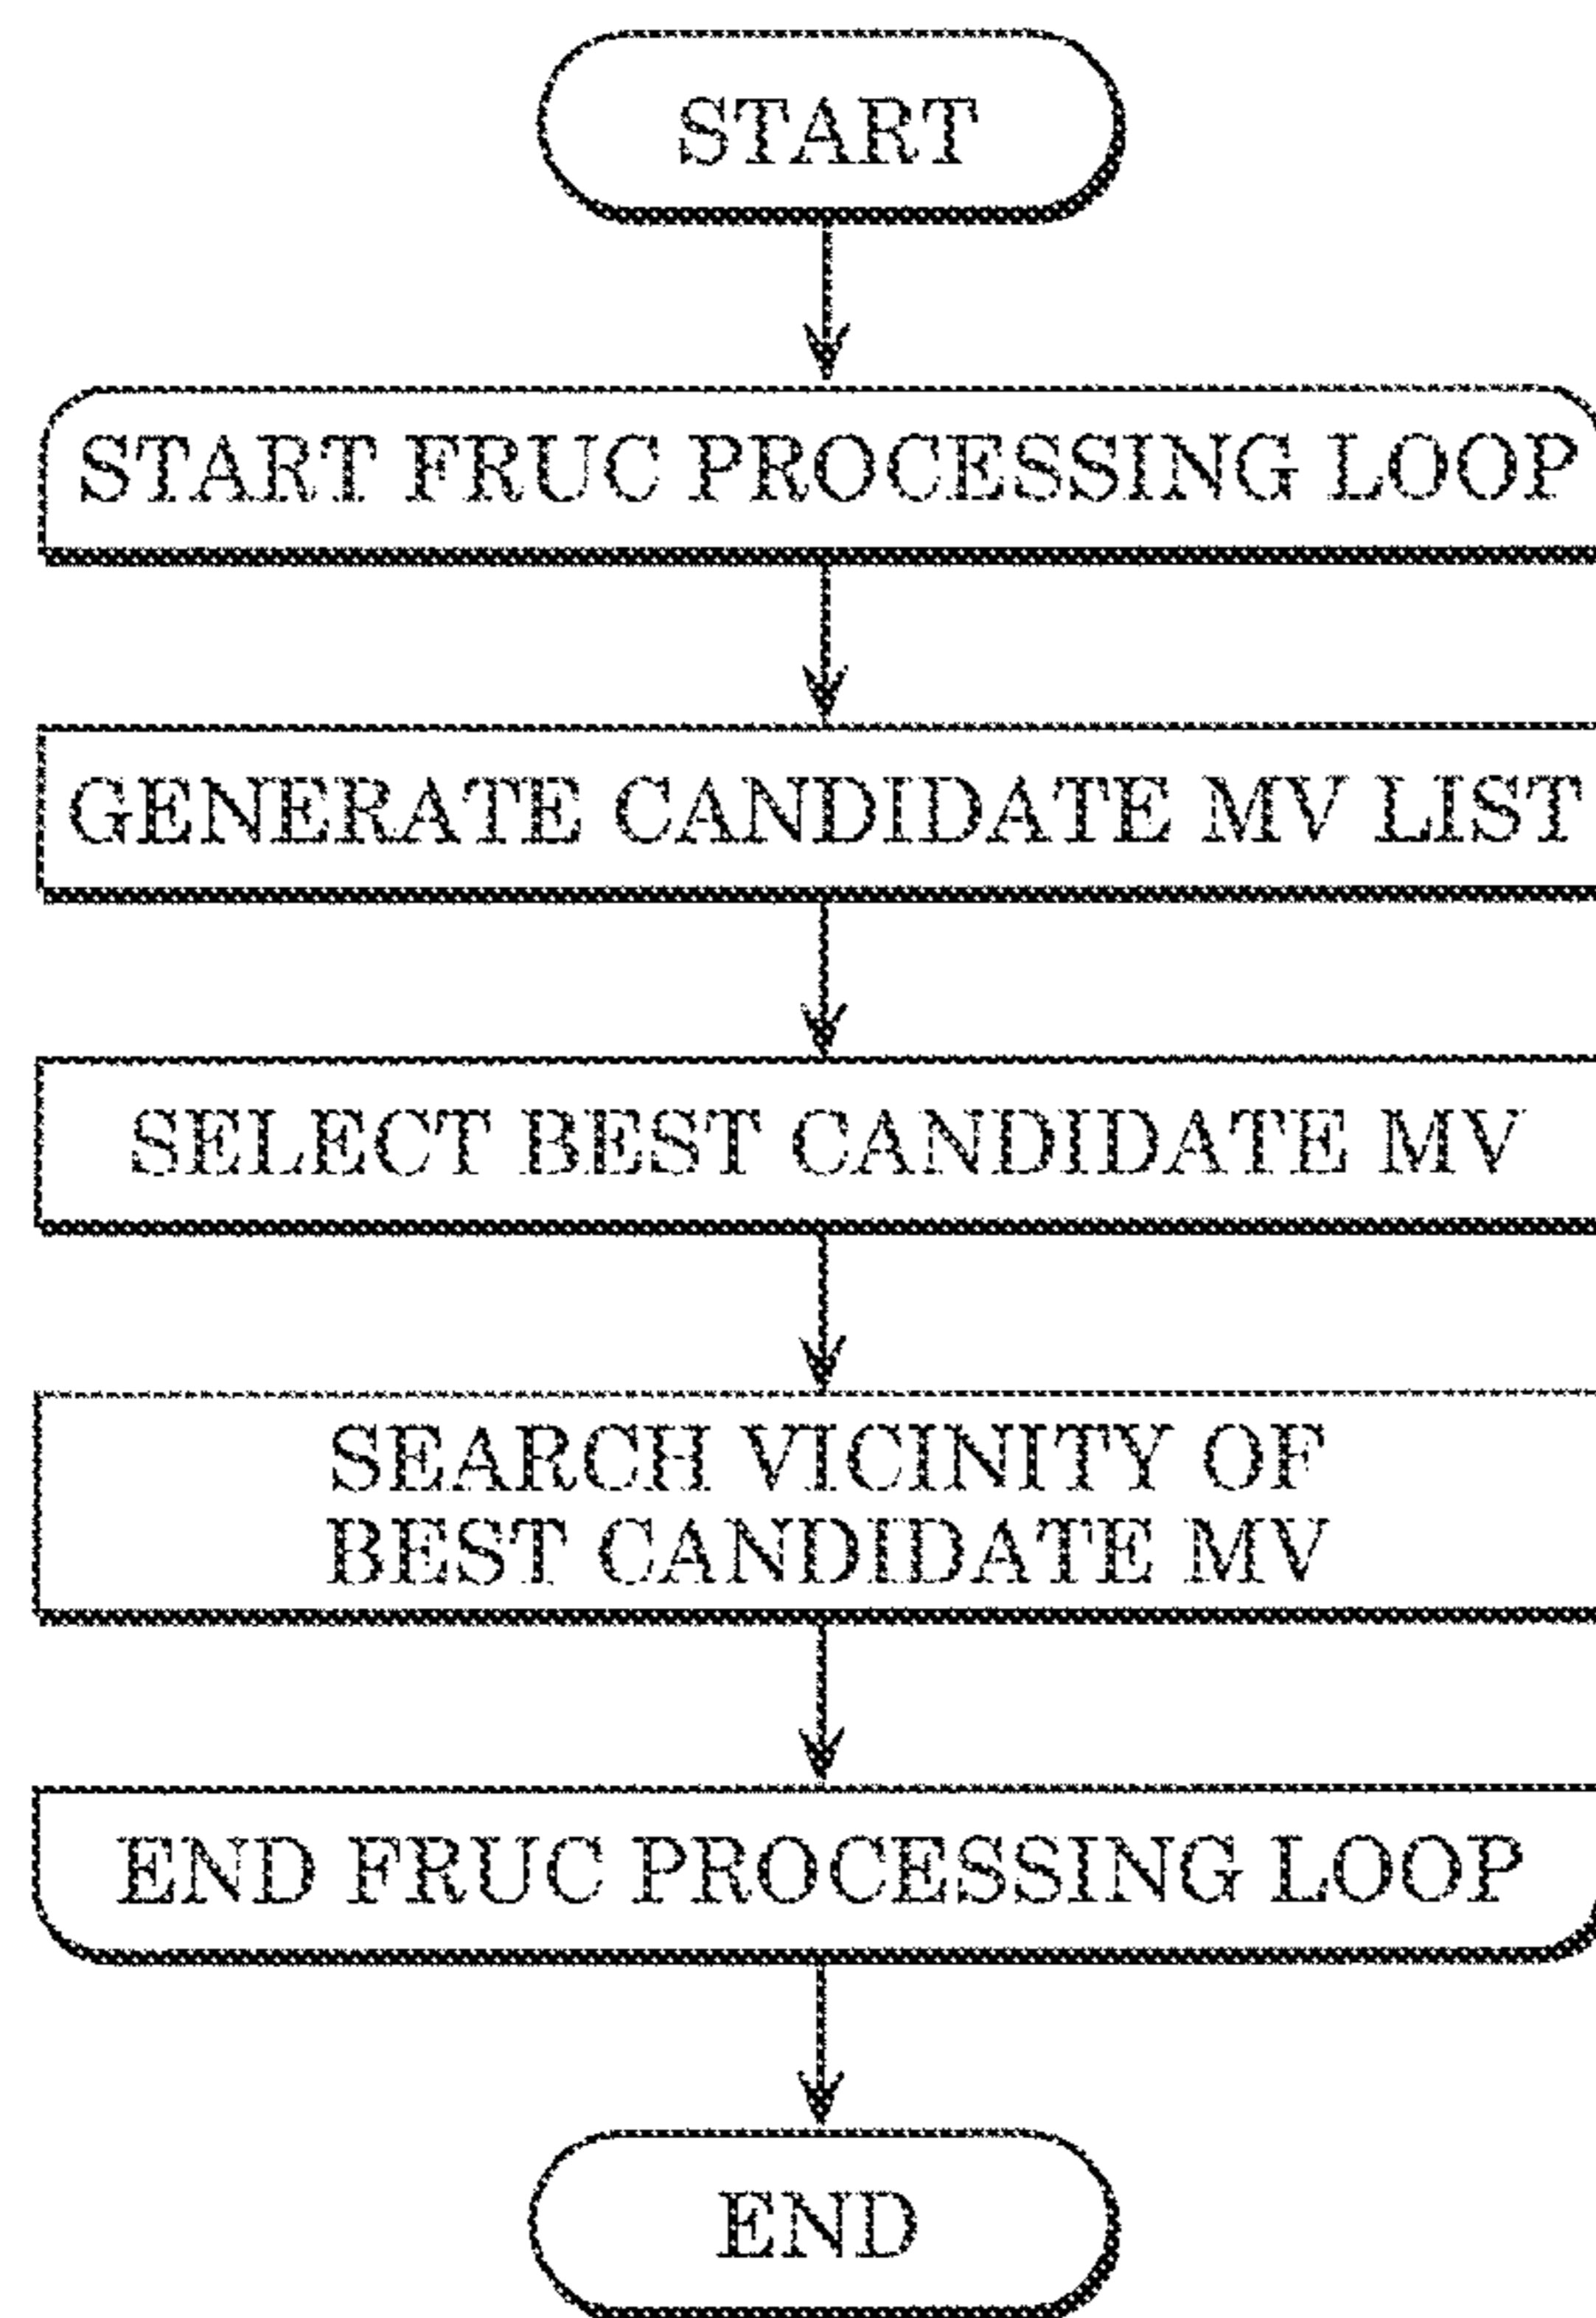 START
START FRUC PROCESSING LOOP
GENERATE CANDIDATE MV LIST
SELECT BEST CANDIDATE MV
SEARCH VICINITY OF
BEST CANDIDATE MV
END FRUC PROCESSING LOOP
END